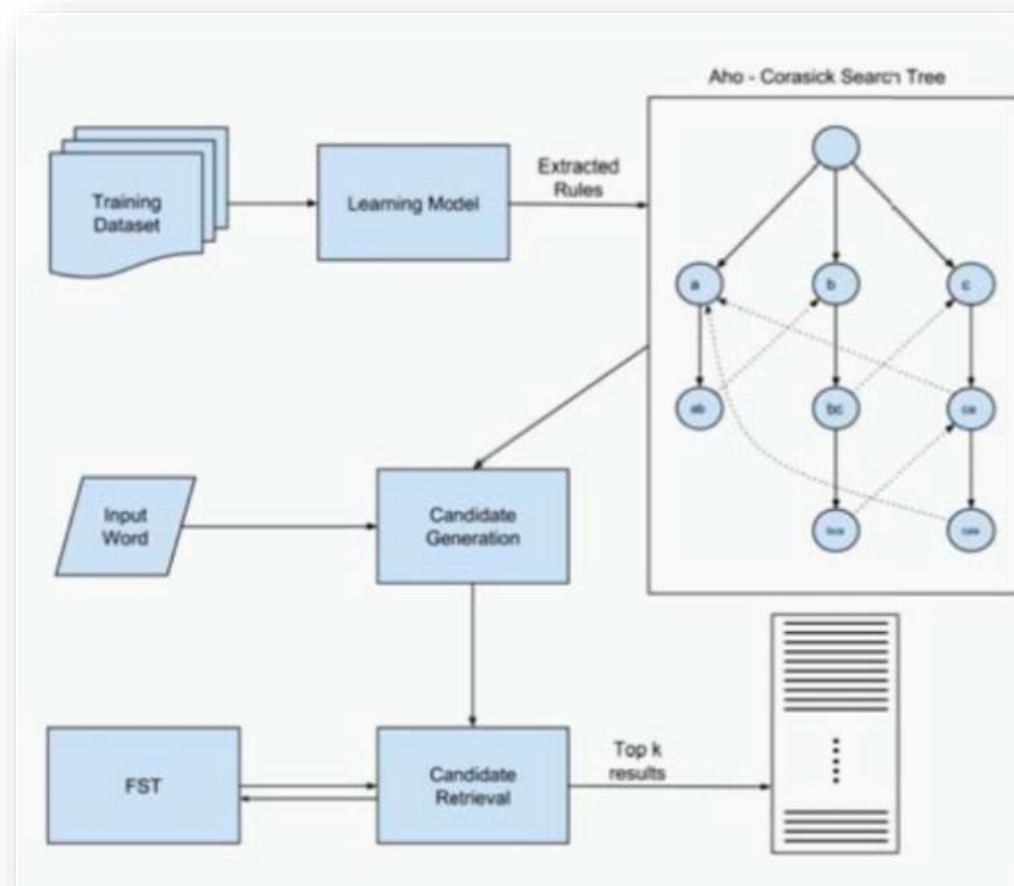 Aho - Corasick Search Tree
Training
Dataset
Learning Model
Extracted
Rules
a
b
c
ab
bc
ca
Input
Word
Candidate
Generation
FST
Candidate
Retrieval
Top k
results